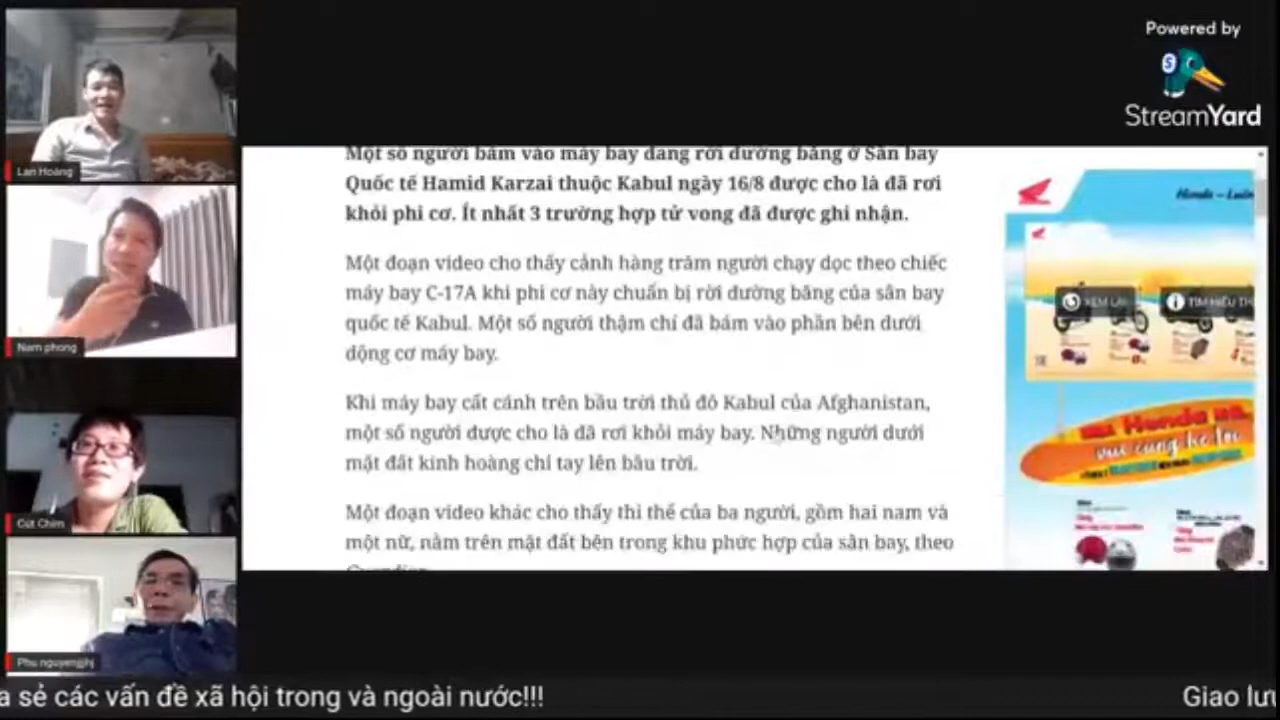 Powered by
StreamYard
Lan Hoàng
Nam phong
Cút Chim
Phu nguyengjhj
Một số người bám vào máy bay đang rời đường băng ở Sân bay
Quốc tế Hamid Karzai thuộc Kabul ngày 16/8 được cho là đã rơi
khỏi phi cơ. Ít nhất 3 trường hợp tử vong đã được ghi nhận.
Một đoạn video cho thấy cảnh hàng trăm người chạy dọc theo chiếc
máy bay C-17A khi phi cơ này chuẩn bị rời đường băng của sân bay
quốc tế Kabul. Một số người thậm chí đã bám vào phần bên dưới
động cơ máy bay.
Khi máy bay cất cánh trên bầu trời thủ đô Kabul của Afghanistan,
một số người được cho là đã rơi khỏi máy bay. Những người dưới
mặt đất kinh hoàng chỉ tay lên bầu trời.
Một đoạn video khác cho thấy thi thể của ba người, gồm hai nam và
một nữ, nằm trên mặt đất bên trong khu phức hợp của sân bay, theo
Honda – Luôn
XEM LẠI
TÌM HIỂU TH
Honda
a sẻ các vấn đề xã hội trong và ngoài nước!!!
Giao lưu